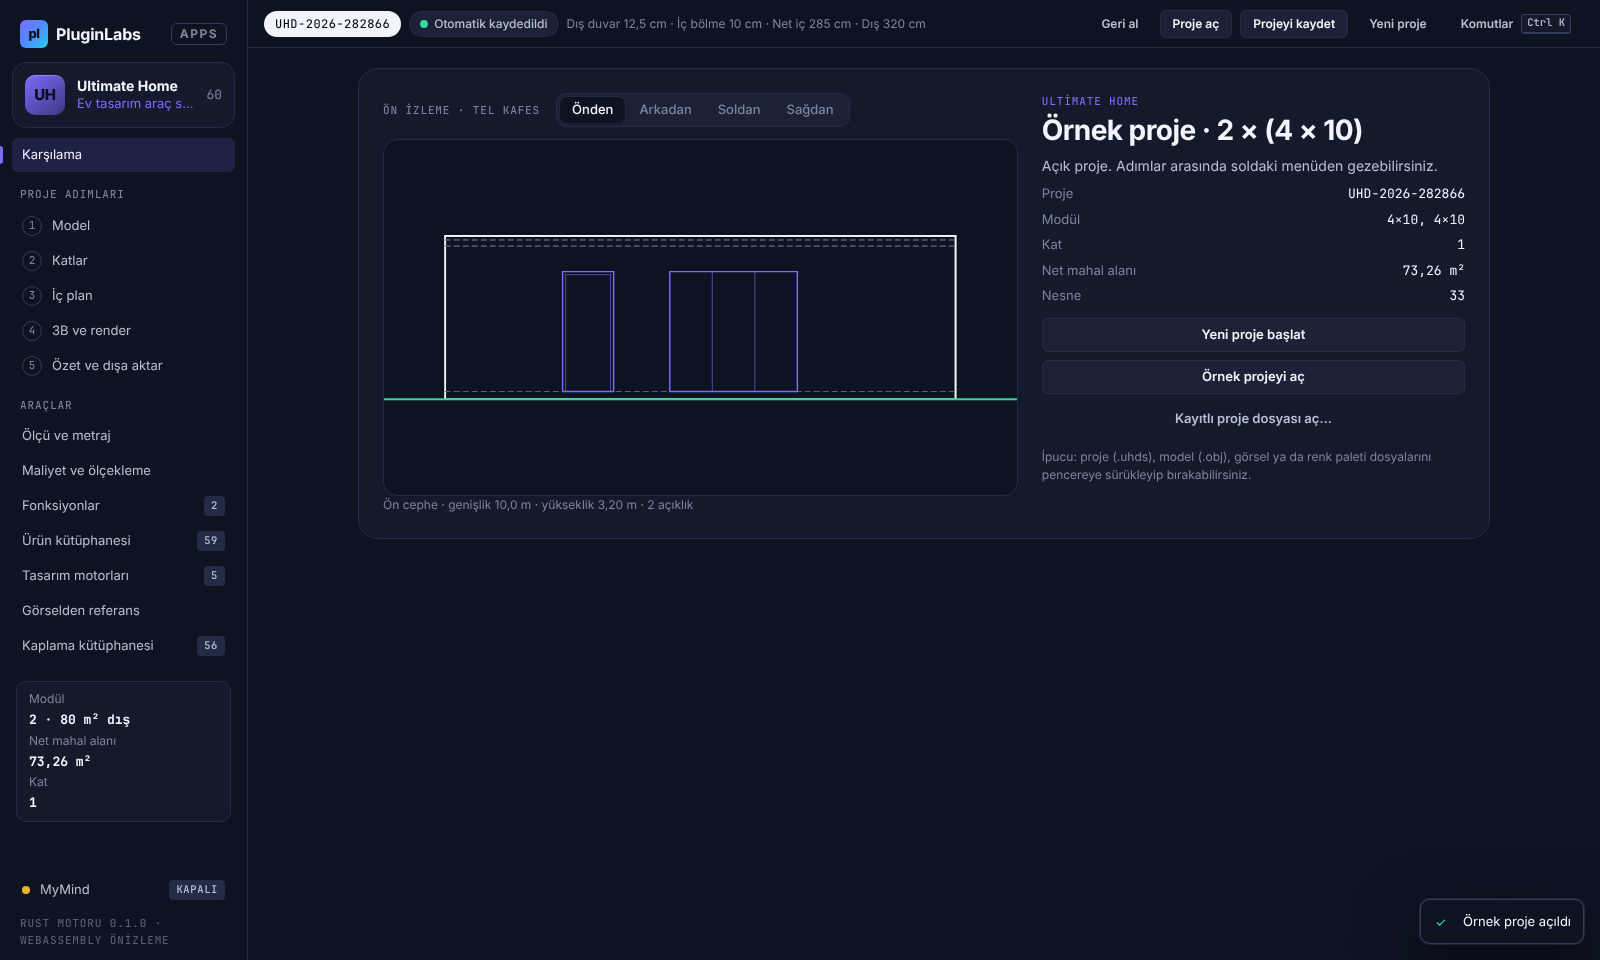 pl PluginLabs APPS
UH Ultimate Home
Ev tasarım araç s... 60
Karşılama
PROJE ADIMLARI
1 Model
2 Katlar
3 İç plan
4 3B ve render
5 Özet ve dışa aktar
ARAÇLAR
Ölçü ve metraj
Maliyet ve ölçekleme
Fonksiyonlar 2
Ürün kütüphanesi 59
Tasarım motorları 5
Görselden referans
Kaplama kütüphanesi 56
Modül
2 · 80 m² dış
Net mahal alanı
73,26 m²
Kat
1
MyMind KAPALI
RUST MOTORU 0.1.0 ·
WEBASSEMBLY ÖNİZLEME
UHD-2026-282866 Otomatik kaydedildi Dış duvar 12,5 cm · İç bölme 10 cm · Net iç 285 cm · Dış 320 cm Geri al Proje aç Projeyi kaydet Yeni proje Komutlar Ctrl K
ÖN İZLEME · TEL KAFES Önden Arkadan Soldan Sağdan
Ön cephe · genişlik 10,0 m · yükseklik 3,20 m · 2 açıklık
ULTİMATE HOME
Örnek proje · 2 × (4 × 10)
Açık proje. Adımlar arasında soldaki menüden gezebilirsiniz.
Proje UHD-2026-282866
Modül 4×10, 4×10
Kat 1
Net mahal alanı 73,26 m²
Nesne 33
Yeni proje başlat
Örnek projeyi aç
Kayıtlı proje dosyası aç...
İpucu: proje (.uhds), model (.obj), görsel ya da renk paleti dosyalarını
pencereye sürükleyip bırakabilirsiniz.
✓ Örnek proje açıldı